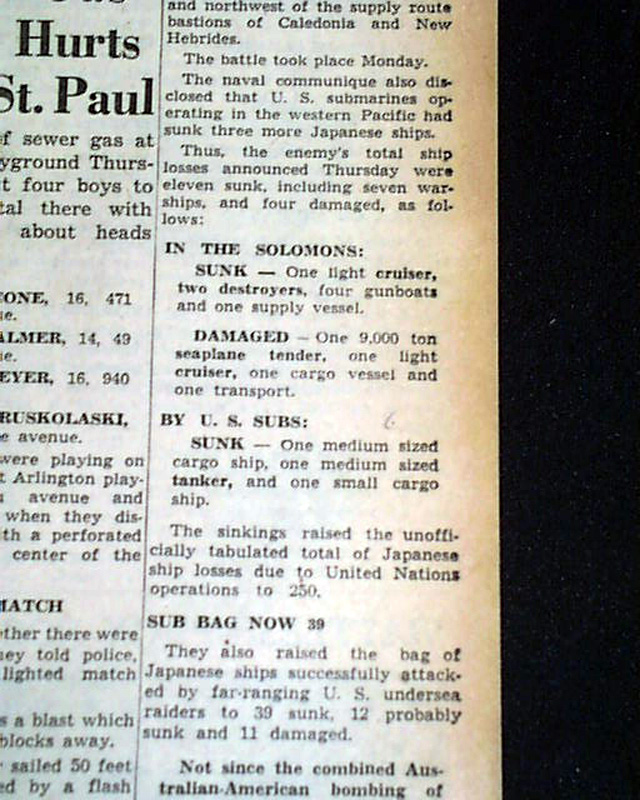 Hurts
St. Paul
f sewer gas at
yground Thurs-
t four boys to
tal there with
about heads
EONE, 16, 471
e.
ALMER, 14, 49
e.
EYER, 16, 940
RUSKOLASKI,
e avenue.
were playing on
t Arlington play-
avenue and
when they dis-
th a perforated
center of the
MATCH
ther there were
hey told police,
lighted match
s a blast which
blocks away.
sailed 50 feet
ed by a flash
and northwest of the supply route
bastions of Caledonia and New
Hebrides.
The battle took place Monday.
The naval communique also dis-
closed that U. S. submarines op-
erating in the western Pacific had
sunk three more Japanese ships.
Thus, the enemy's total ship
losses announced Thursday were
eleven sunk, including seven war-
ships, and four damaged, as fol-
lows:
IN THE SOLOMONS:
SUNK — One light cruiser,
two destroyers, four gunboats
and one supply vessel.
DAMAGED — One 9,000 ton
seaplane tender, one light
cruiser, one cargo vessel and
one transport.
BY U. S. SUBS:
SUNK — One medium sized
cargo ship, one medium sized
tanker, and one small cargo
ship.
The sinkings raised the unoffi-
cially tabulated total of Japanese
ship losses due to United Nations
operations to 250.
SUB BAG NOW 39
They also raised the bag of
Japanese ships successfully attack-
ed by far-ranging U. S. undersea
raiders to 39 sunk, 12 probably
sunk and 11 damaged.
Not since the combined Aus-
tralian-American bombing of